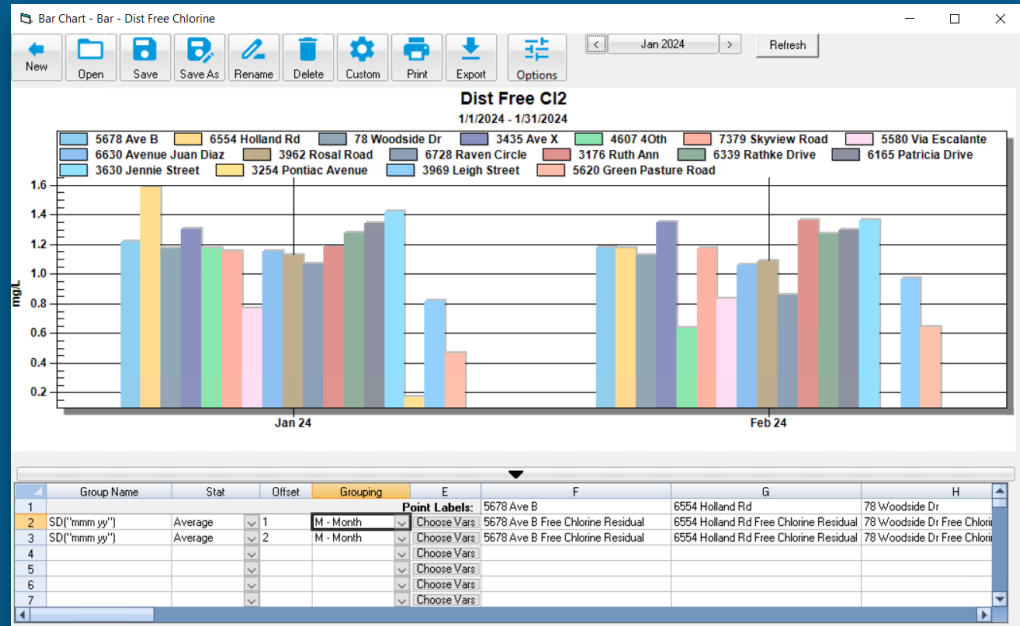 Bar Chart - Bar - Dist Free Chlorine
New Open Save Save As Rename Delete Custom Print Export Options < Jan 2024 > Refresh
Dist Free Cl2
1/1/2024 - 1/31/2024
5678 Ave B 6554 Holland Rd 78 Woodside Dr 3435 Ave X 4607 4Oth 7379 Skyview Road 5580 Via Escalante
6630 Avenue Juan Diaz 3962 Rosal Road 6728 Raven Circle 3176 Ruth Ann 6339 Rathke Drive 6165 Patricia Drive
3630 Jennie Street 3254 Pontiac Avenue 3969 Leigh Street 5620 Green Pasture Road
1.6
1.4
1.2
1.0
mg/L
0.8
0.6
0.4
0.2
Jan 24 Feb 24
Group Name Stat Offset Grouping E F G H
1 Point Labels: 5678 Ave B 6554 Holland Rd 78 Woodside Dr
2 SD("mmm yy") Average 1 M - Month Choose Vars 5678 Ave B Free Chlorine Residual 6554 Holland Rd Free Chlorine Residual 78 Woodside Dr Free Chlori
3 SD("mmm yy") Average 2 M - Month Choose Vars 5678 Ave B Free Chlorine Residual 6554 Holland Rd Free Chlorine Residual 78 Woodside Dr Free Chlori
4 Choose Vars
5 Choose Vars
6 Choose Vars
7 Choose Vars